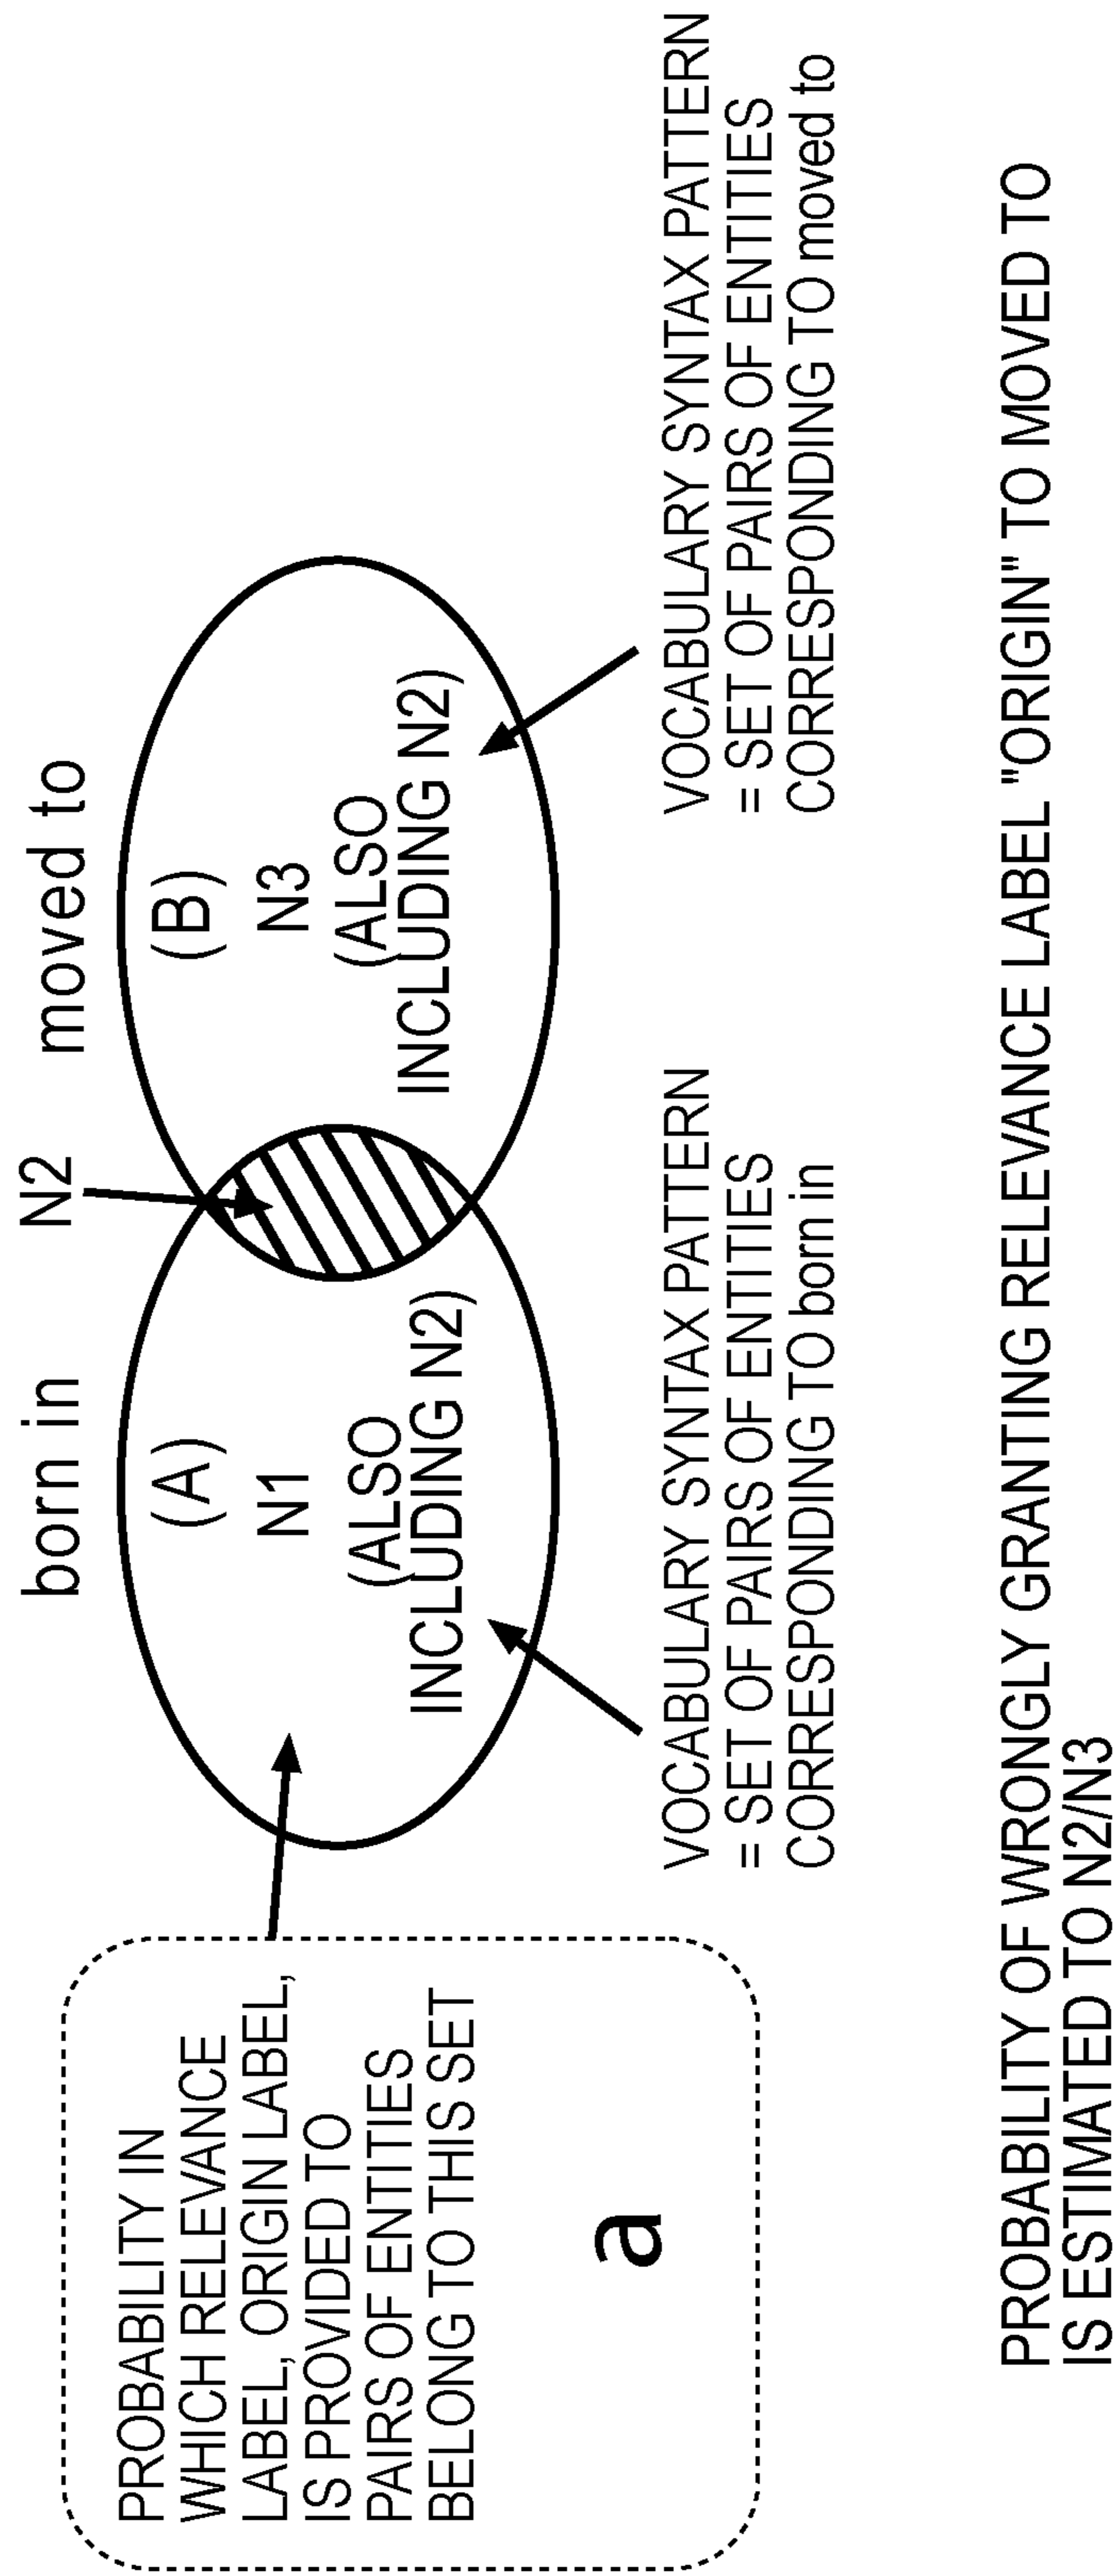 born in
N2
moved to
(A)
N1
(ALSO
INCLUDING N2)
(B)
N3
(ALSO
INCLUDING N2)
PROBABILITY IN
WHICH RELEVANCE
LABEL, ORIGIN LABEL,
IS PROVIDED TO
PAIRS OF ENTITIES
BELONG TO THIS SET
a
VOCABULARY SYNTAX PATTERN
= SET OF PAIRS OF ENTITIES
CORRESPONDING TO born in
VOCABULARY SYNTAX PATTERN
= SET OF PAIRS OF ENTITIES
CORRESPONDING TO moved to
PROBABILITY OF WRONGLY GRANTING RELEVANCE LABEL "ORIGIN" TO MOVED TO
IS ESTIMATED TO N2/N3